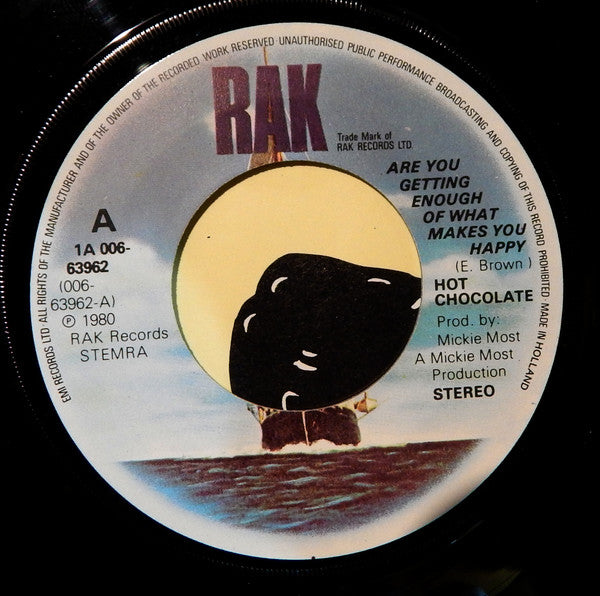 EMI RECORDS LTD. ALL RIGHTS OF THE MANUFACTURER AND OF THE OWNER OF THE RECORDED WORK RESERVED · UNAUTHORISED PUBLIC PERFORMANCE BROADCASTING AND COPYING OF THIS RECORD PROHIBITED MADE IN HOLLAND
RAK
Trade Mark of
RAK RECORDS LTD.
A
1A 006-
63962
(006-
63962-A)
℗ 1980
RAK Records
STEMRA
ARE YOU
GETTING
ENOUGH
OF WHAT
MAKES YOU
HAPPY
(E. Brown)
HOT
CHOCOLATE
Prod. by:
Mickie Most
A Mickie Most
Production
STEREO